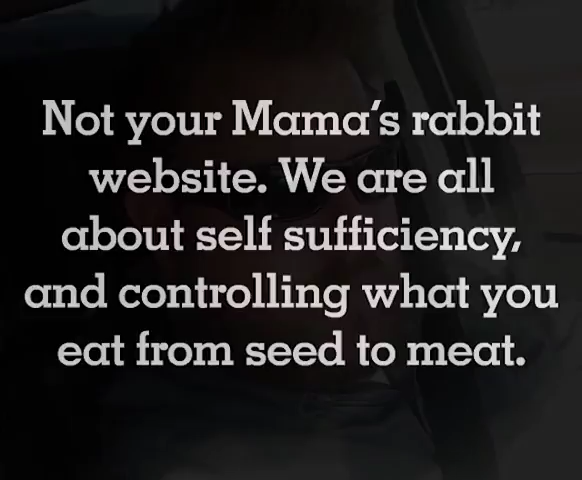 Not your Mama's rabbit
website. We are all
about self sufficiency,
and controlling what you
eat from seed to meat.